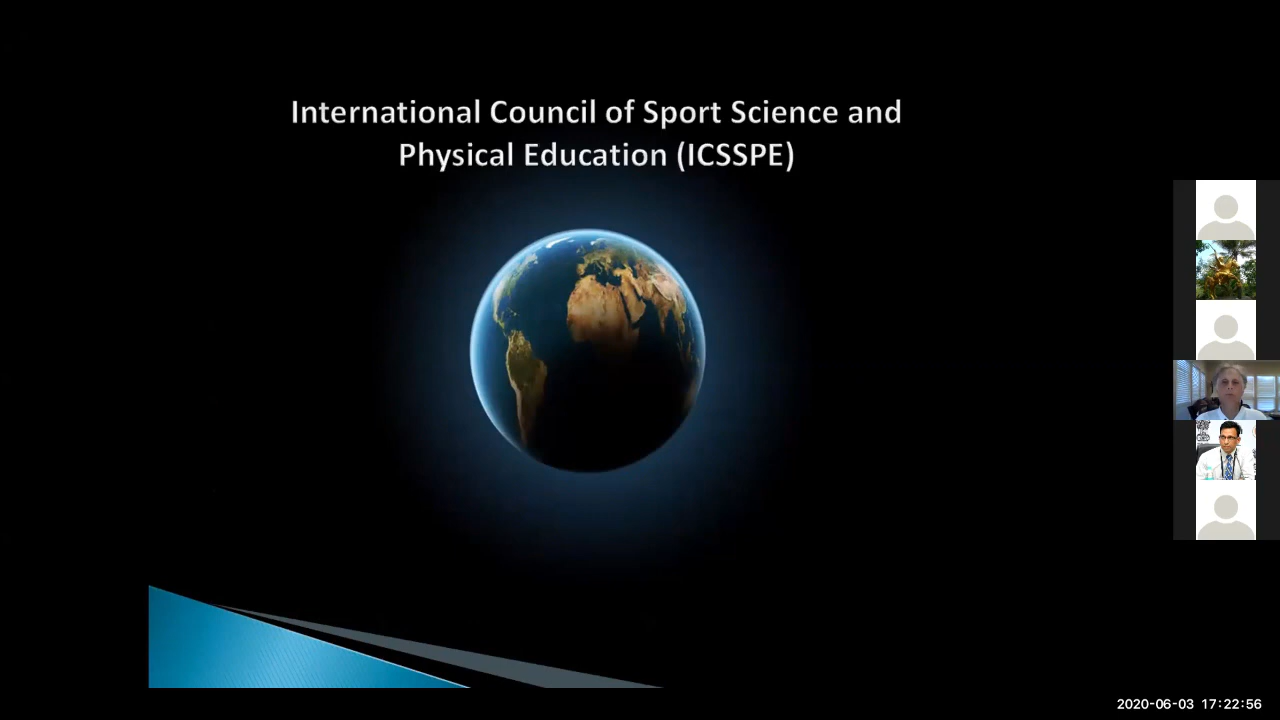 International Council of Sport Science and
Physical Education (ICSSPE)
2020-06-03 17:22:56